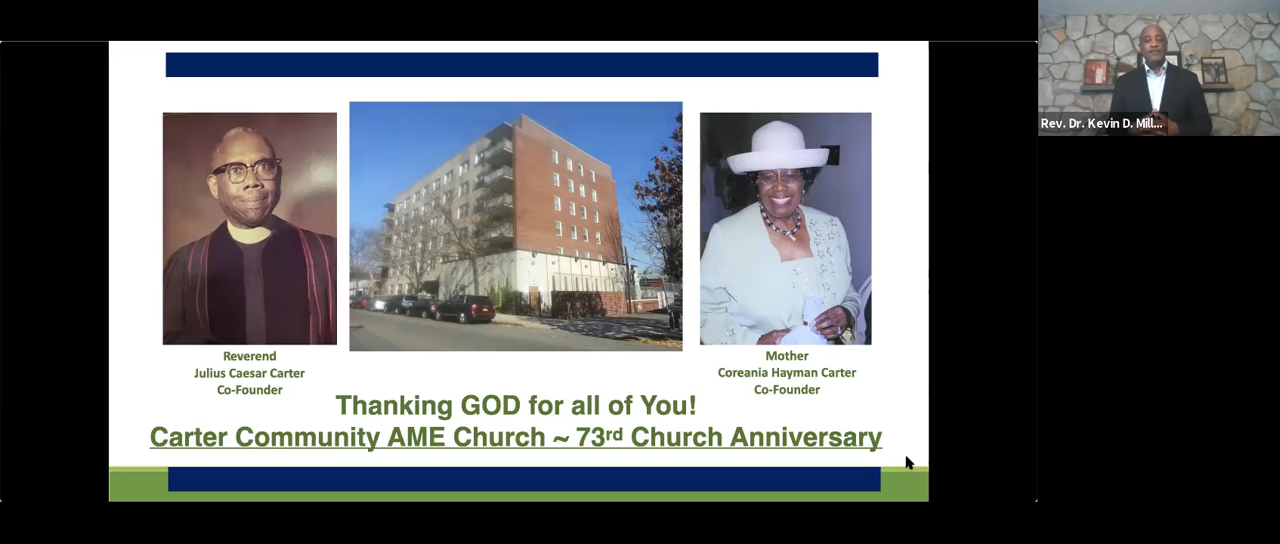 Rev. Dr. Kevin D. Mill...
Reverend
Julius Caesar Carter
Co-Founder
Mother
Coreania Hayman Carter
Co-Founder
Thanking GOD for all of You!
Carter Community AME Church ~ 73rd Church Anniversary